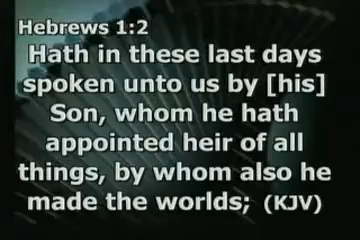 Hebrews 1:2
Hath in these last days
spoken unto us by [his]
Son, whom he hath
appointed heir of all
things, by whom also he
made the worlds; (KJV)